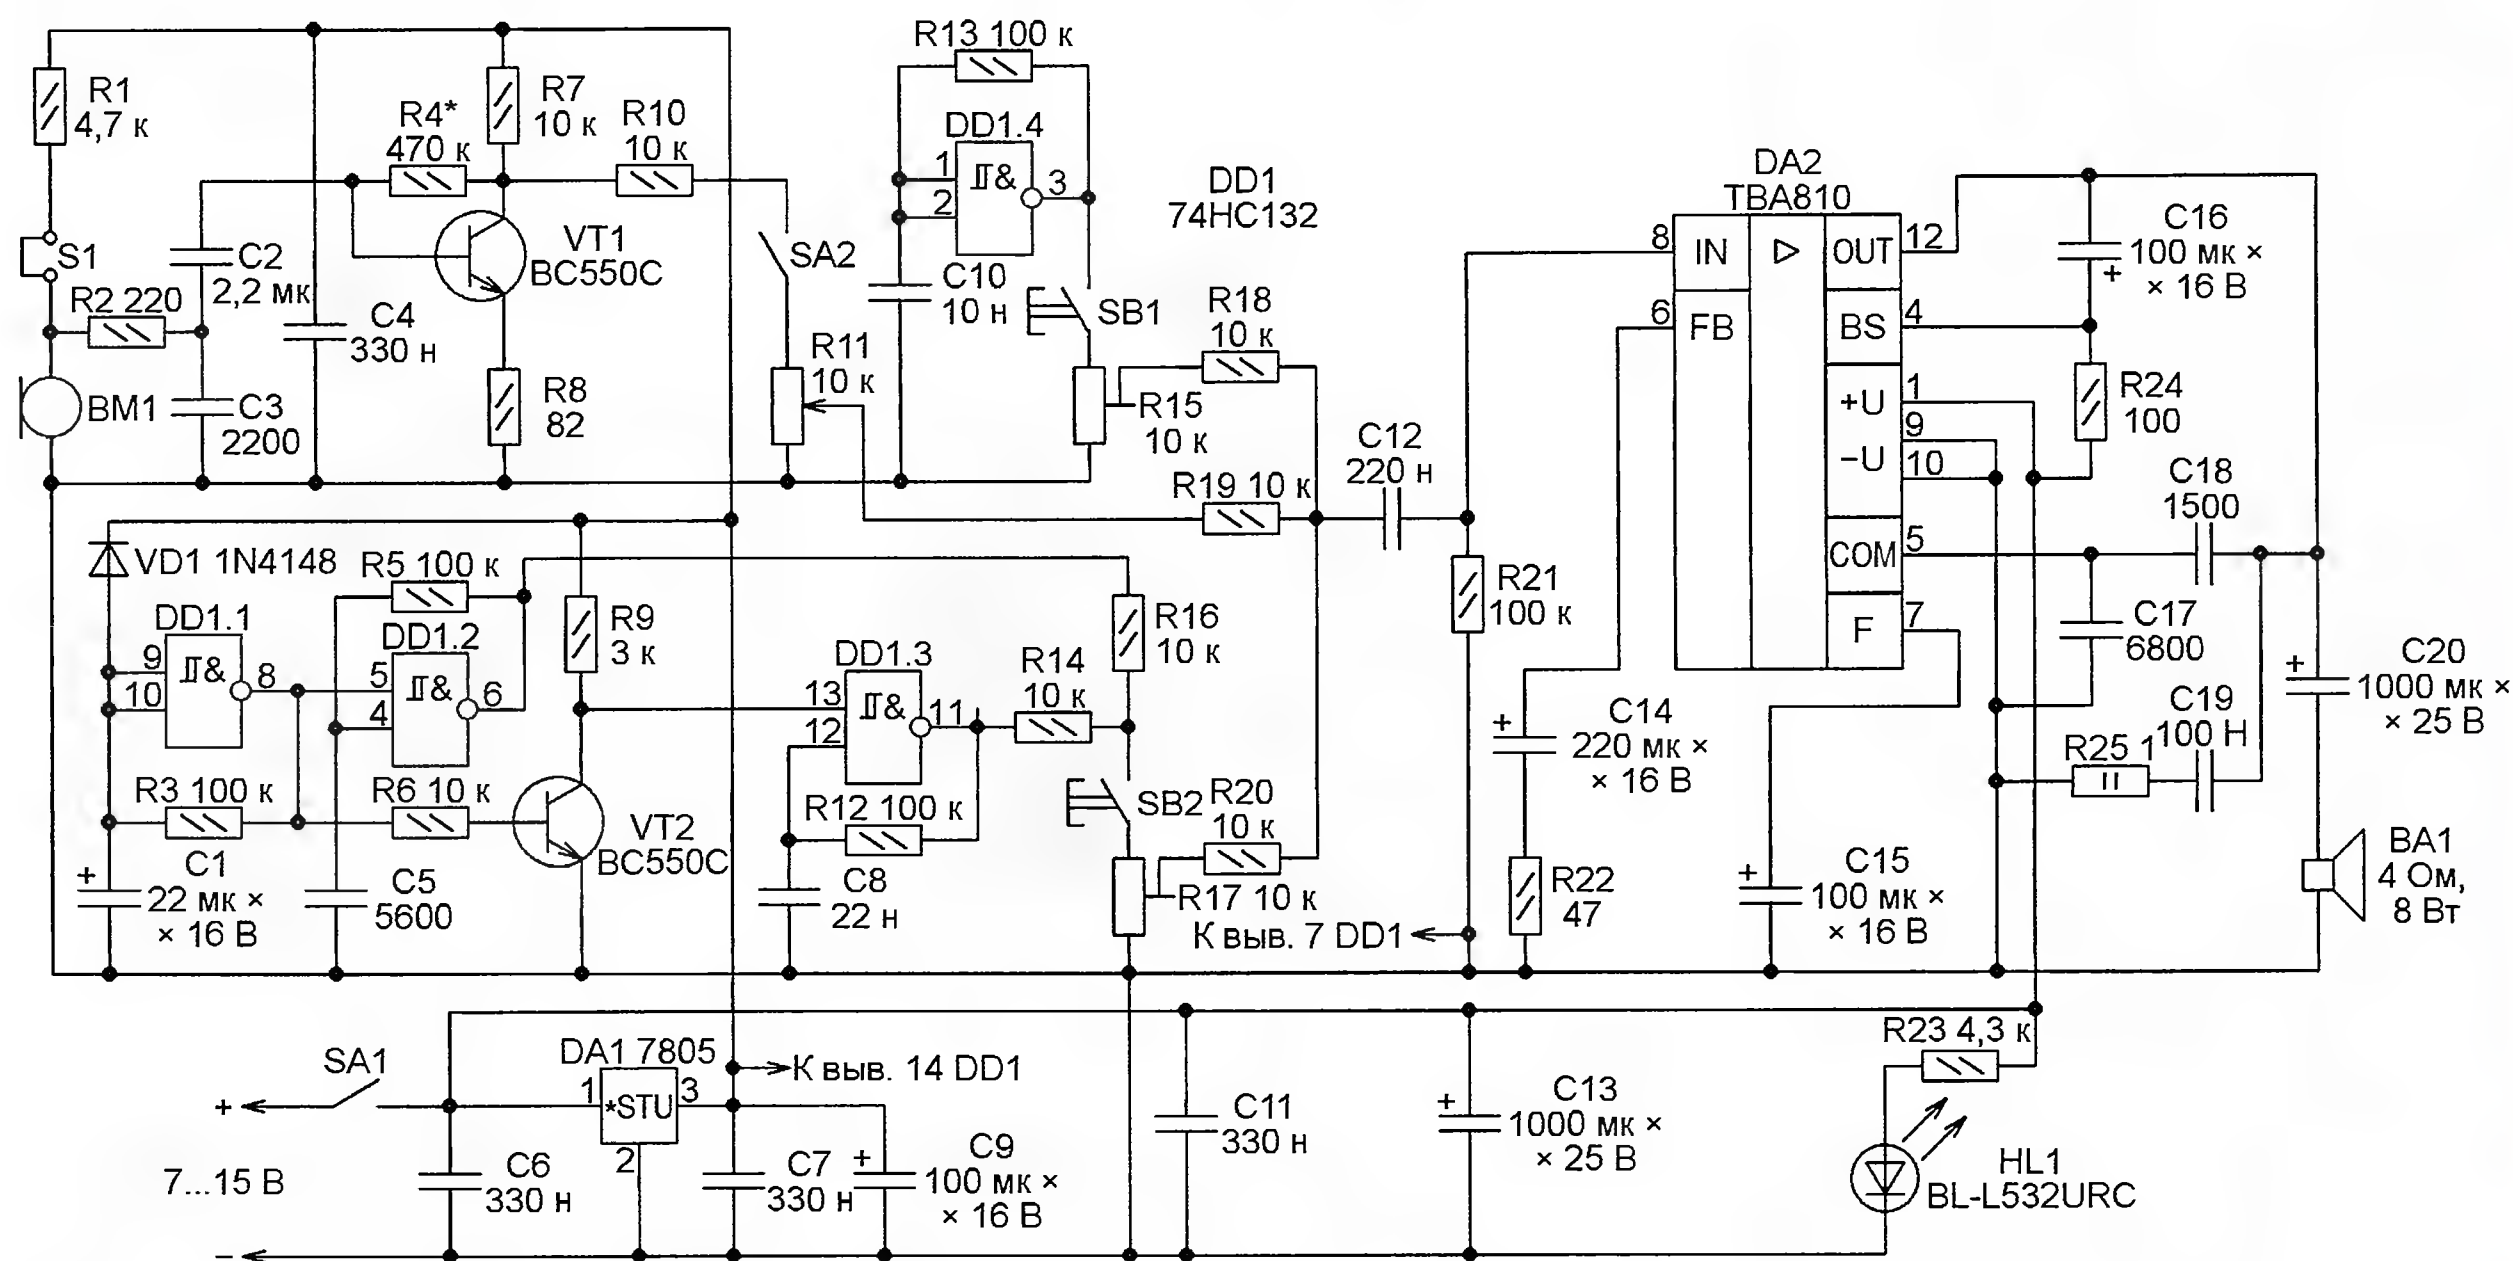 R1
4,7 к
S1
R2 220
C2
2,2 мк
BM1
C3
2200
C4
330 н
R4*
470 к
R7
10 к
R10
10 к
VT1
BC550C
R8
82
SA2
R11
10 к
R13 100 к
DD1.4
1
2
&
3
C10
10 н
SB1
R15
10 к
R18
10 к
R19 10 к
DD1
74HC132
C12
220 н
DA2
TBA810
8
IN
OUT
12
6
FB
BS
4
+U
1
9
–U
10
COM
5
F
7
C16
100 мк ×
× 16 В
+
R24
100
C18
1500
C17
6800
C19
100 Н
R25 1
+
C20
1000 мк ×
× 25 В
BA1
4 Ом,
8 Вт
VD1 1N4148
DD1.1
9
10
&
8
R3 100 к
+
C1
22 мк ×
× 16 В
R5 100 к
DD1.2
5
4
&
6
R6 10 к
C5
5600
R9
3 к
VT2
BC550C
DD1.3
13
12
&
11
R12 100 к
C8
22 н
R14
10 к
R16
10 к
SB2
R17 10 к
R20
10 к
К выв. 7 DD1
R21
100 к
+
C14
220 мк ×
× 16 В
R22
47
+
C15
100 мк ×
× 16 В
SA1
+
7...15 В
–
C6
330 н
DA1 7805
1
*STU
3
2
К выв. 14 DD1
C7
330 н
+
C9
100 мк ×
× 16 В
C11
330 н
+
C13
1000 мк ×
× 25 В
R23 4,3 к
HL1
BL-L532URC